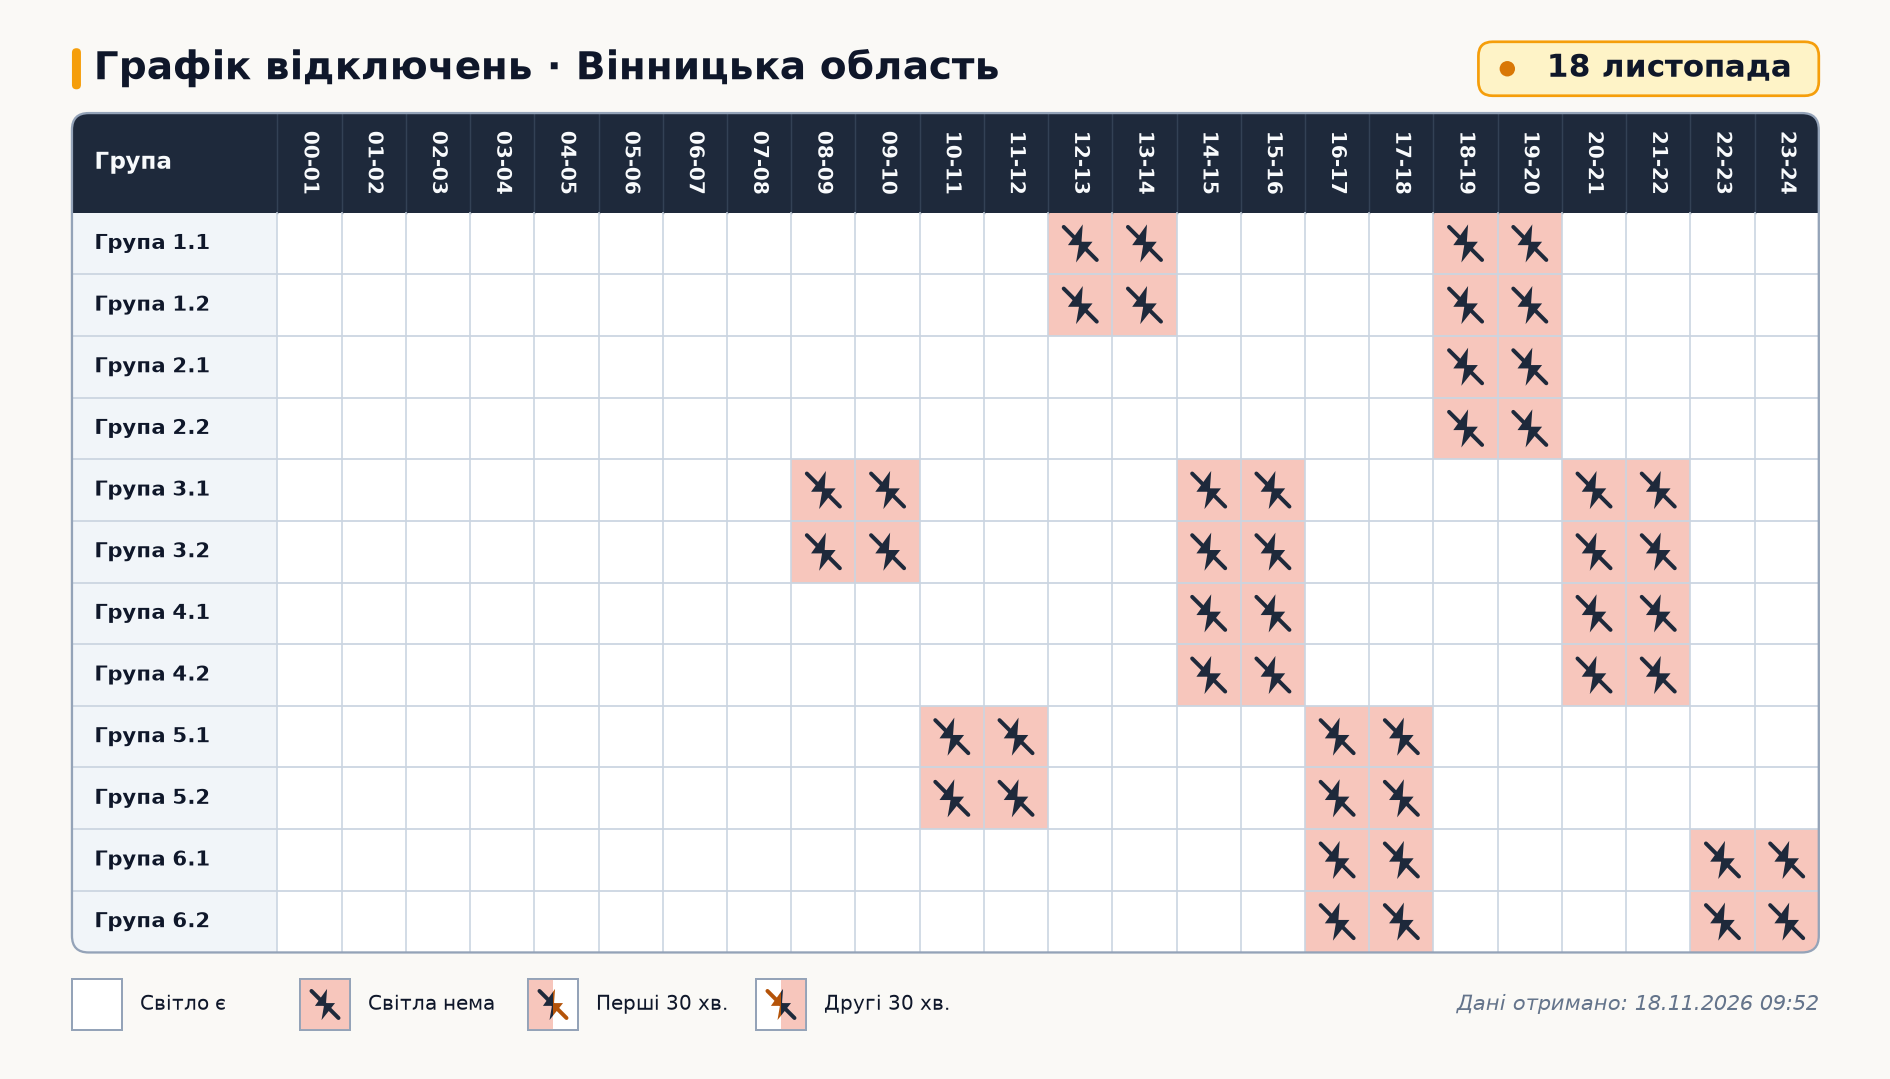 Графік відключень · Вінницька область
18 листопада
Група
00-01
01-02
02-03
03-04
04-05
05-06
06-07
07-08
08-09
09-10
10-11
11-12
12-13
13-14
14-15
15-16
16-17
17-18
18-19
19-20
20-21
21-22
22-23
23-24
Група 1.1
Група 1.2
Група 2.1
Група 2.2
Група 3.1
Група 3.2
Група 4.1
Група 4.2
Група 5.1
Група 5.2
Група 6.1
Група 6.2
Світло є
Світла нема
Перші 30 хв.
Другі 30 хв.
Дані отримано: 18.11.2026 09:52